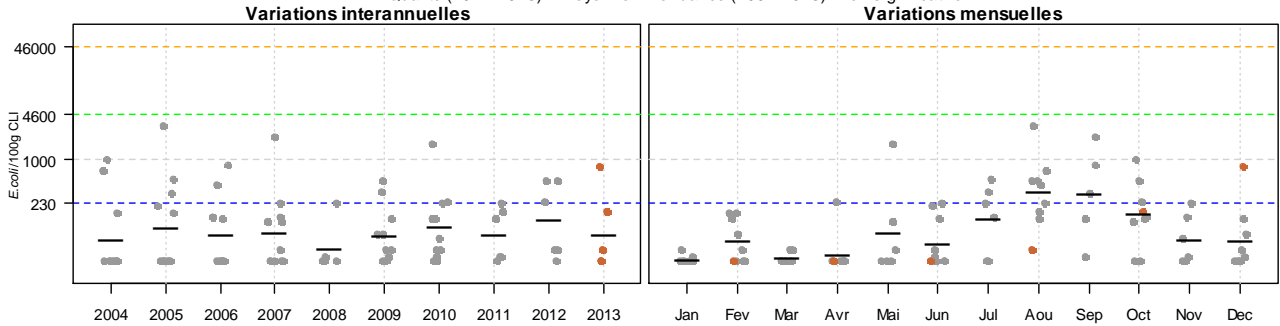 Variations interannuelles
Variations mensuelles
46000
4600
1000
230
E.coli/100g CLI
2004 2005 2006 2007 2008 2009 2010 2011 2012 2013
Jan Fev Mar Avr Mai Jun Jul Aou Sep Oct Nov Dec